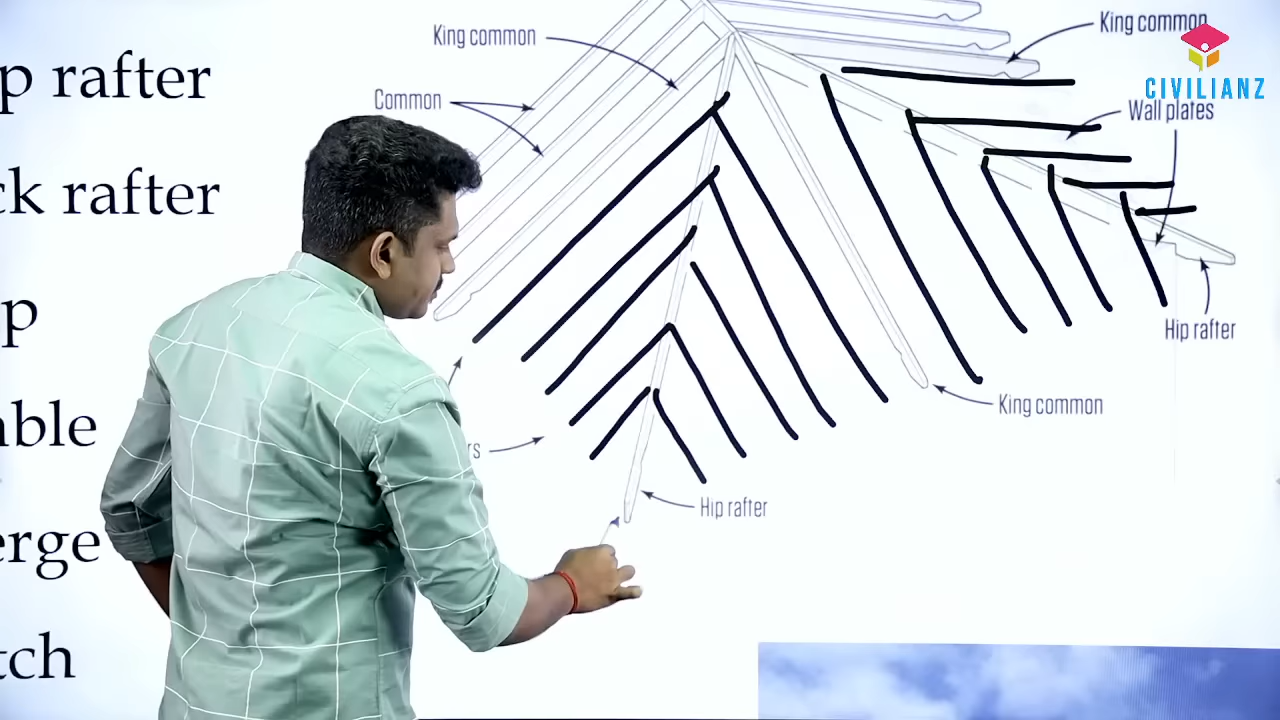 p rafter
ck rafter
p
able
erge
tch
King common
Common
rs
Hip rafter
King common
King common
Wall plates
Hip rafter
CIVILIANZ